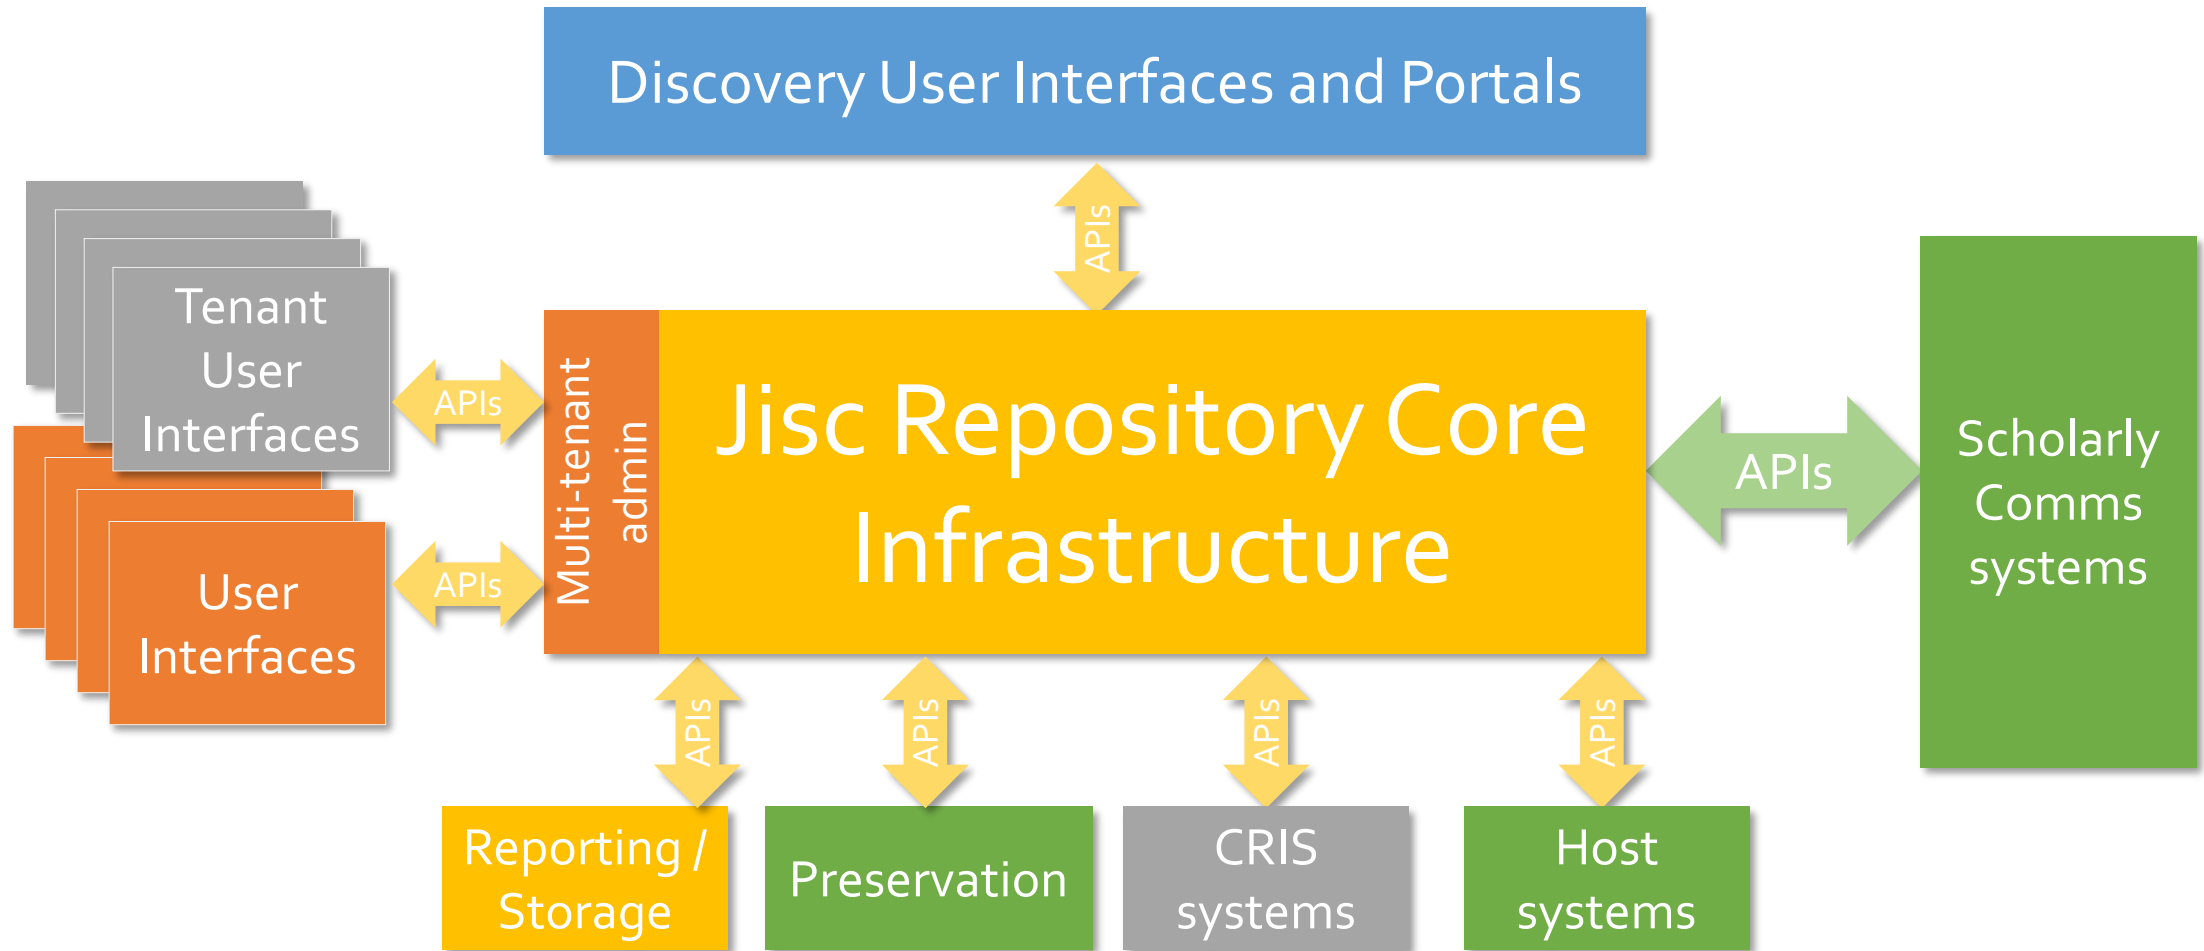 Discovery User Interfaces and Portals
APIs
Tenant
User
Interfaces
APIs
User
Interfaces
APIs
Multi-tenant
admin
Jisc Repository Core
Infrastructure
APIs
Scholarly
Comms
systems
APIs
APIs
APIs
APIs
Reporting /
Storage
Preservation
CRIS
systems
Host
systems